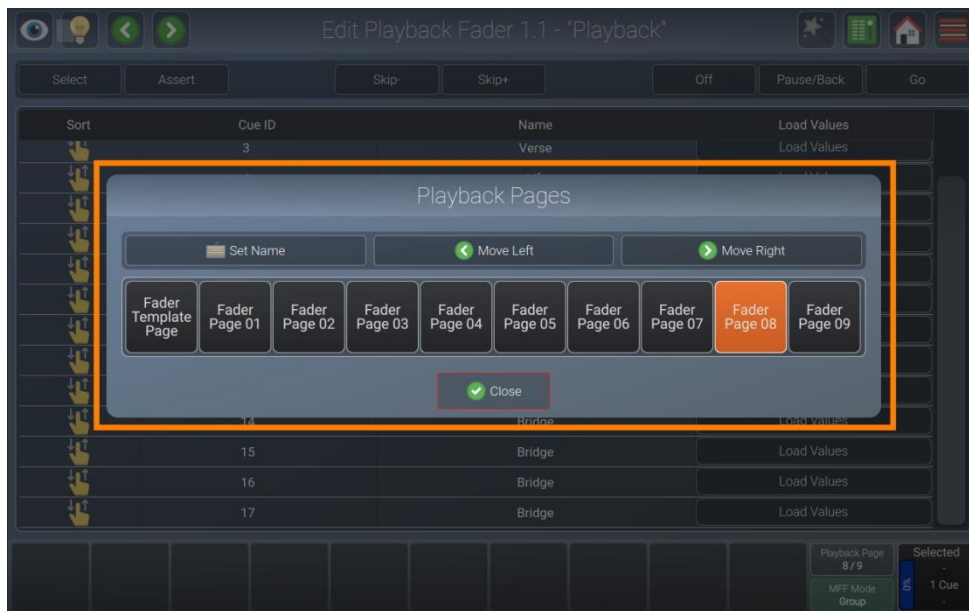 Edit Playback Fader 1.1 - "Playback"
Select Assert Skip- Skip+ Off Pause/Back Go
Sort Cue ID Name Load Values
3 Verse Load Values
Playback Pages
Set Name Move Left Move Right
Fader Template Page
Fader Page 01
Fader Page 02
Fader Page 03
Fader Page 04
Fader Page 05
Fader Page 06
Fader Page 07
Fader Page 08
Fader Page 09
Close
14 Bridge Load Values
15 Bridge Load Values
16 Bridge Load Values
17 Bridge Load Values
Playback Page
8 / 9
MFF Mode
Group
Selected
-
1 Cue
-